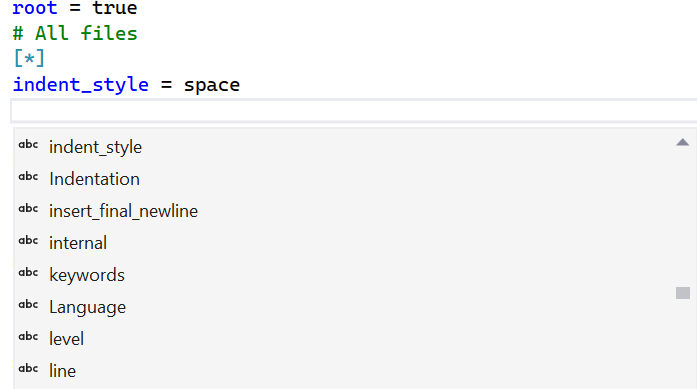 root = true
# All files
[*]
indent_style = space
abc indent_style
abc Indentation
abc insert_final_newline
abc internal
abc keywords
abc Language
abc level
abc line